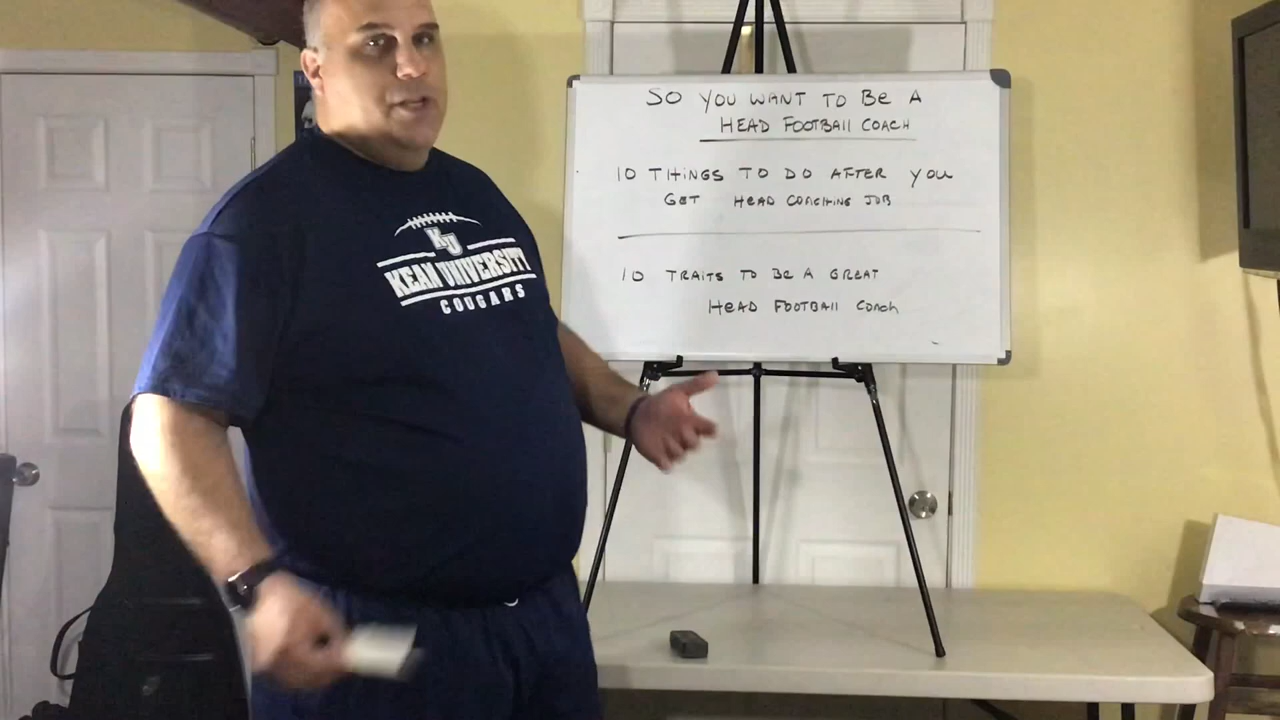 SO YOU WANT TO BE A
HEAD FOOTBALL COACH
10 THINGS TO DO AFTER YOU
GET HEAD COACHING JOB
10 TRAITS TO BE A GREAT
HEAD FOOTBALL COACH
KU
KEAN UNIVERSITY
COUGARS